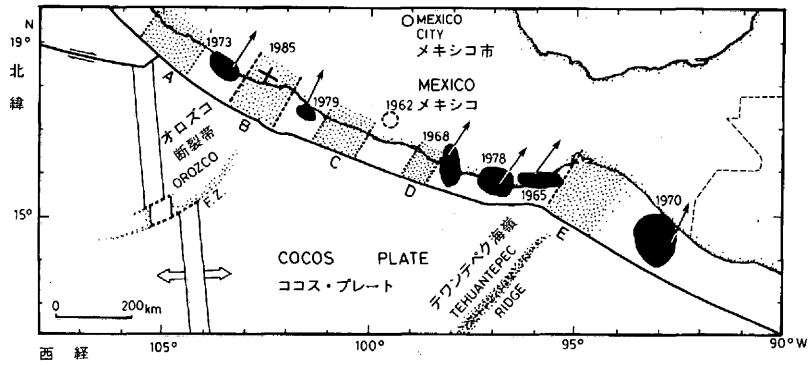 N
19°
北
緯
15°
MEXICO
CITY
メキシコ市
1973
1985
1979
MEXICO
メキシコ
1962
1968
1978
1965
1970
A
B
C
D
E
オロズコ
断裂帯
OROZCO
F.Z.
COCOS PLATE
ココス・プレート
テワンテペク海嶺
TEHUANTEPEC
RIDGE
0 200km
西 経
105° 100° 95° 90°W